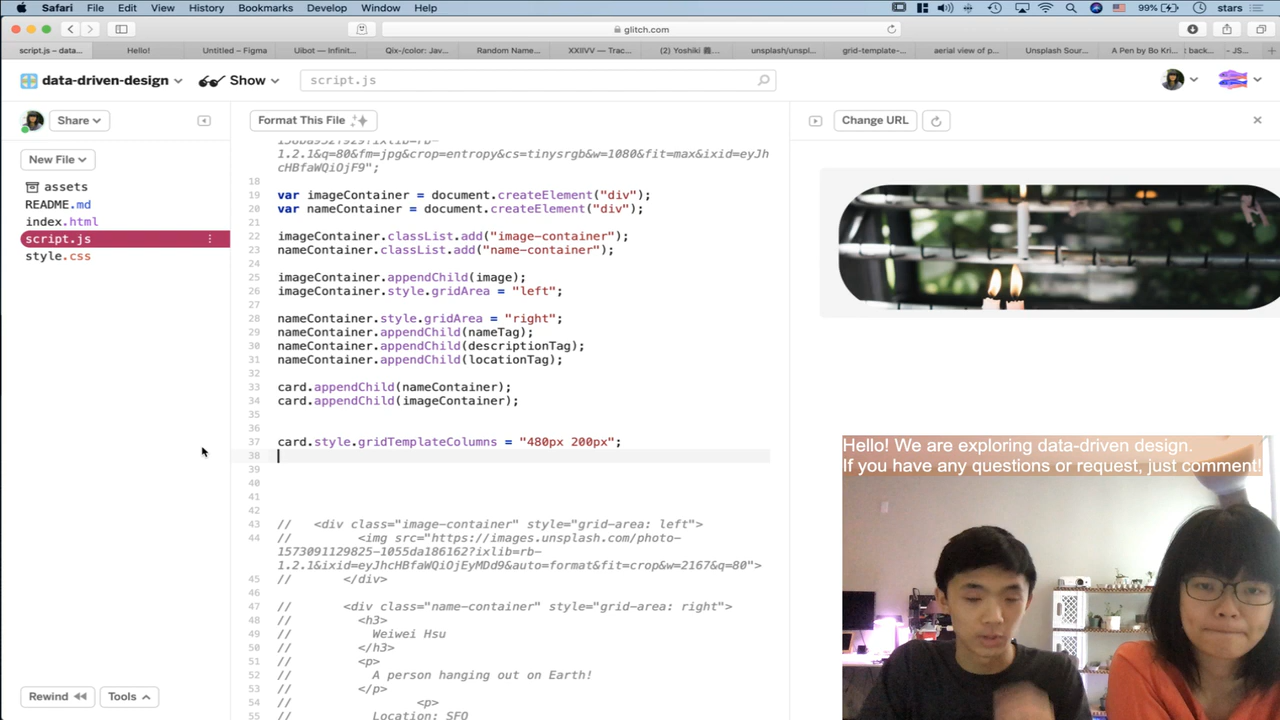 Safari File Edit View History Bookmarks Develop Window Help 99% stars
glitch.com
script.js – data... Hello! Untitled – Figma Uibot — Infinit... Qix-/color: Jav... Random Name... XXIIVV — Trac... (2) Yoshiki unsplash/unspl... grid-template-... aerial view of p... Unsplash Sour... A Pen by Bo Kri... t back... - JS...
data-driven-design Show script.js
Share Format This File Change URL
New File
assets
README.md
index.html
script.js
style.css
Rewind Tools
1.2.1&q=80&fm=jpg&crop=entropy&cs=tinysrgb&w=1080&fit=max&ixid=eyJh
cHBfaWQiOjF9";
18
19 var imageContainer = document.createElement("div");
20 var nameContainer = document.createElement("div");
21
22 imageContainer.classList.add("image-container");
23 nameContainer.classList.add("name-container");
24
25 imageContainer.appendChild(image);
26 imageContainer.style.gridArea = "left";
27
28 nameContainer.style.gridArea = "right";
29 nameContainer.appendChild(nameTag);
30 nameContainer.appendChild(descriptionTag);
31 nameContainer.appendChild(locationTag);
32
33 card.appendChild(nameContainer);
34 card.appendChild(imageContainer);
35
36
37 card.style.gridTemplateColumns = "480px 200px";
38
39
40
41
42
43 // <div class="image-container" style="grid-area: left">
44 // <img src="https://images.unsplash.com/photo-
1573091129825-1055da186162?ixlib=rb-
1.2.1&ixid=eyJhcHBfaWQiOjEyMDd9&auto=format&fit=crop&w=2167&q=80">
45 // </div>
46
47 // <div class="name-container" style="grid-area: right">
48 // <h3>
49 // Weiwei Hsu
50 // </h3>
51 // <p>
52 // A person hanging out on Earth!
53 // </p>
54 // <p>
55 // Location: SFO
Hello! We are exploring data-driven design.
If you have any questions or request, just comment!